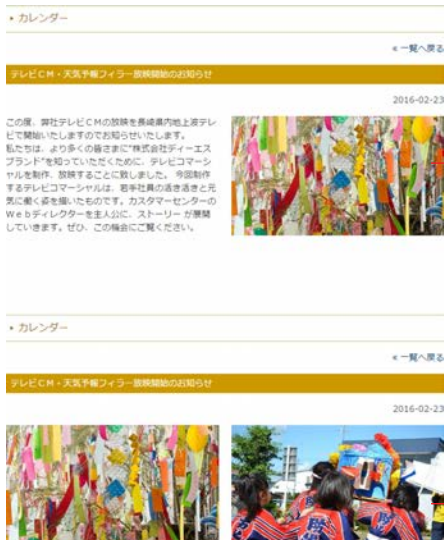 カレンダー
« 一覧へ戻る
テレビCM・天気予報フィラー放映開始のお知らせ
2016-02-23
この度、弊社テレビCMの放映を長崎県内地上波テレ
ビで開始いたしますのでお知らせいたします。
私たちは、より多くの皆さまに"株式会社ディーエス
ブランド"を知っていただくために、テレビコマーシ
ャルを制作、放映することに致しました。 今回制作
するテレビコマーシャルは、若手社員の活き活きと元
気に働く姿を描いたものです。カスタマーセンターの
Ｗｅｂディレクターを主人公に、ストーリー が展開
していきます。ぜひ、この機会にご覧ください。
カレンダー
« 一覧へ戻る
テレビCM・天気予報フィラー放映開始のお知らせ
2016-02-23